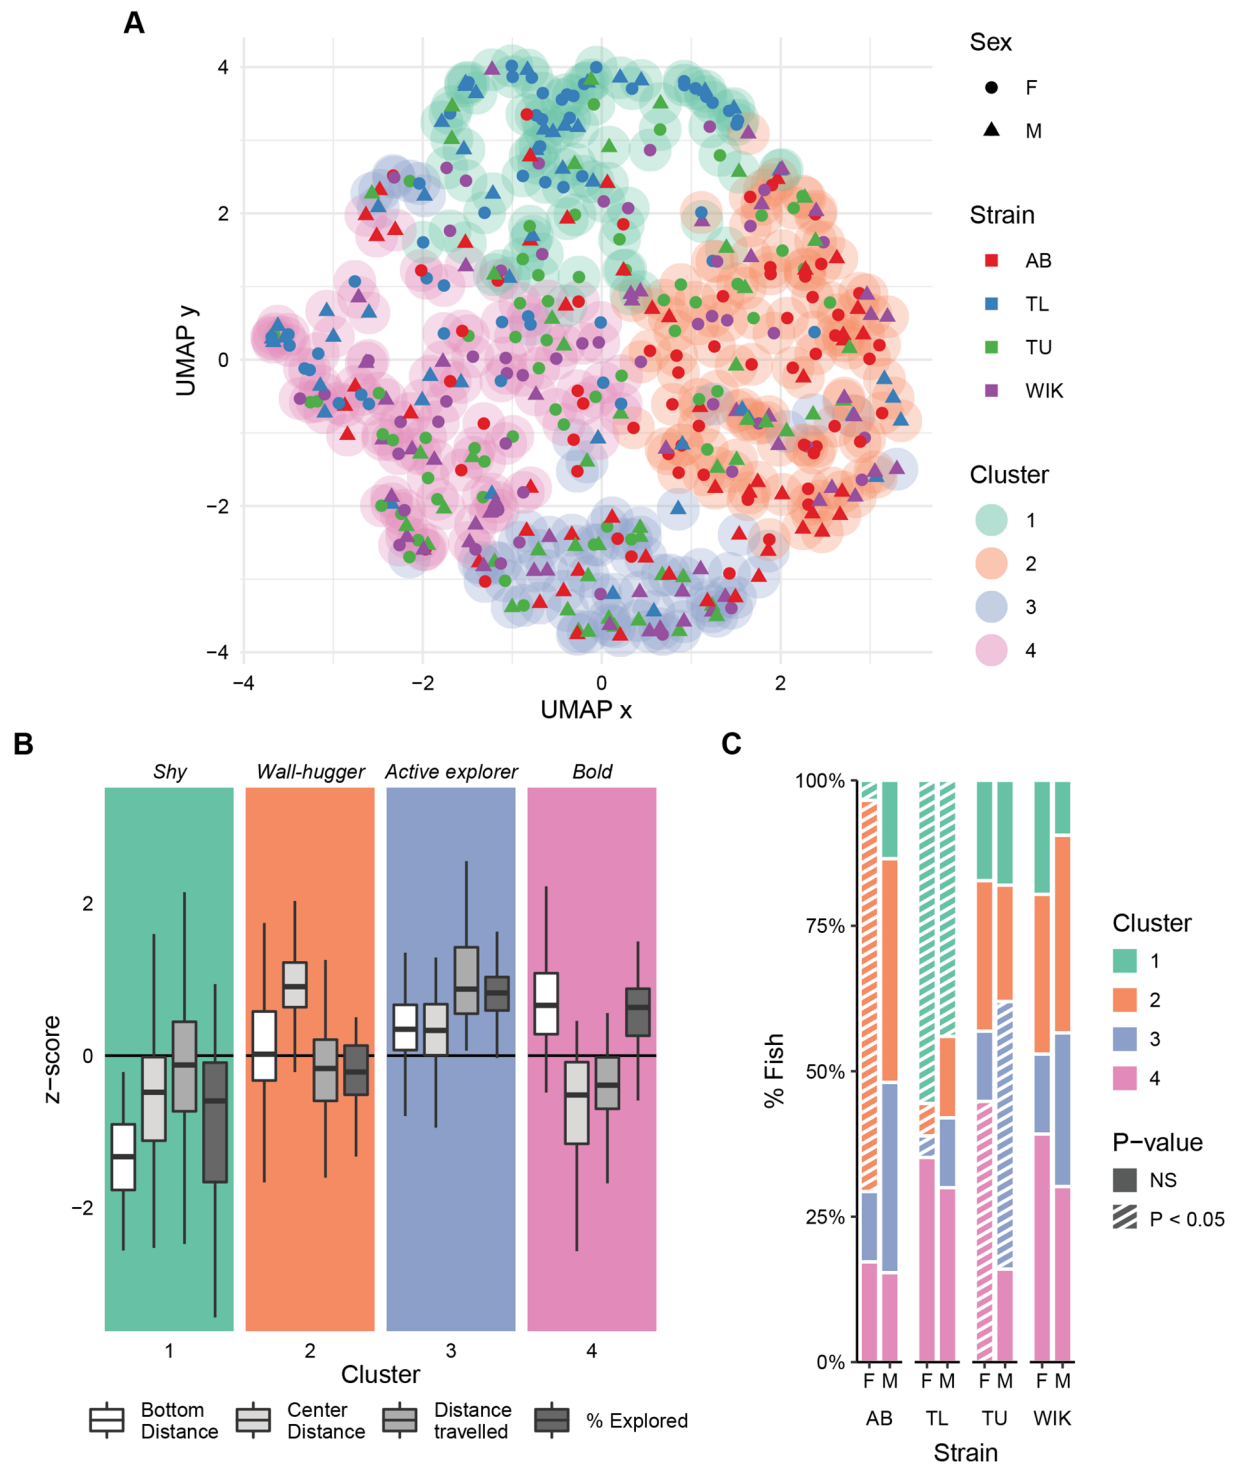 A
4
2
0
−2
−4
UMAP y
−4
−2
0
2
UMAP x
Sex
F
M
Strain
AB
TL
TU
WIK
Cluster
1
2
3
4
B
Shy
Wall-hugger
Active explorer
Bold
2
0
−2
z−score
1
2
3
4
Cluster
Bottom
Distance
Center
Distance
Distance
travelled
% Explored
C
100%
75%
50%
25%
0%
% Fish
F M
F M
F M
F M
AB
TL
TU
WIK
Strain
Cluster
1
2
3
4
P−value
NS
P < 0.05